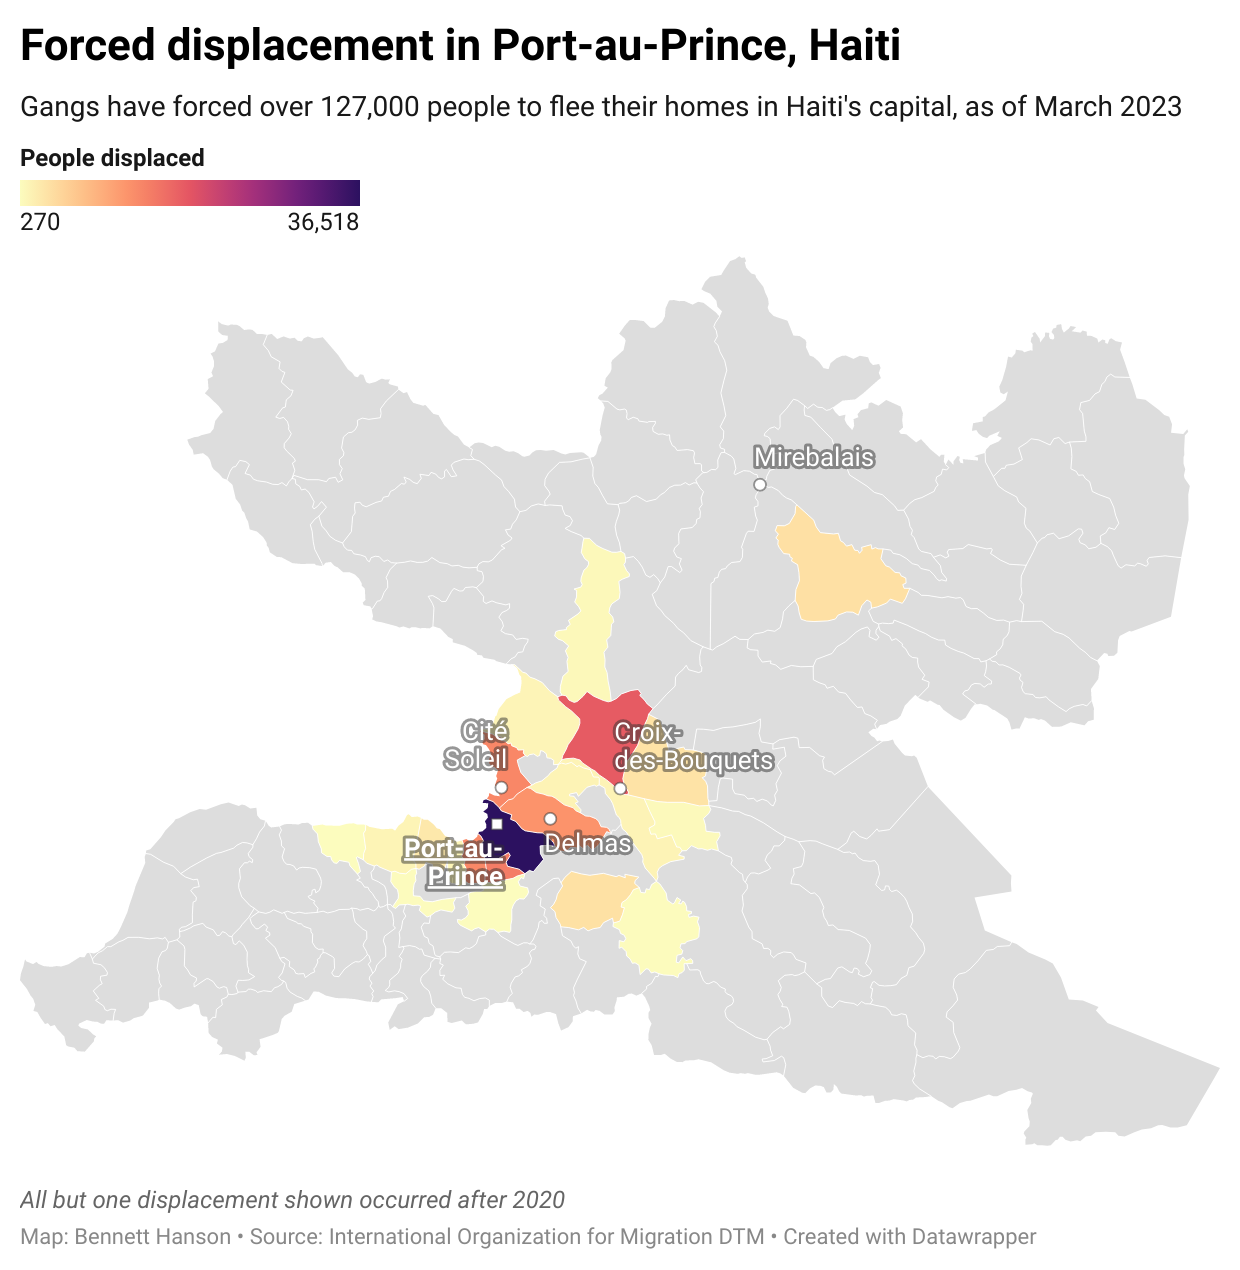 Forced displacement in Port-au-Prince, Haiti
Gangs have forced over 127,000 people to flee their homes in Haiti's capital, as of March 2023
People displaced
270
36,518
Mirebalais
Cité
Soleil
Croix-
des-Bouquets
Delmas
Port-au-
Prince
All but one displacement shown occurred after 2020
Map: Bennett Hanson • Source: International Organization for Migration DTM • Created with Datawrapper